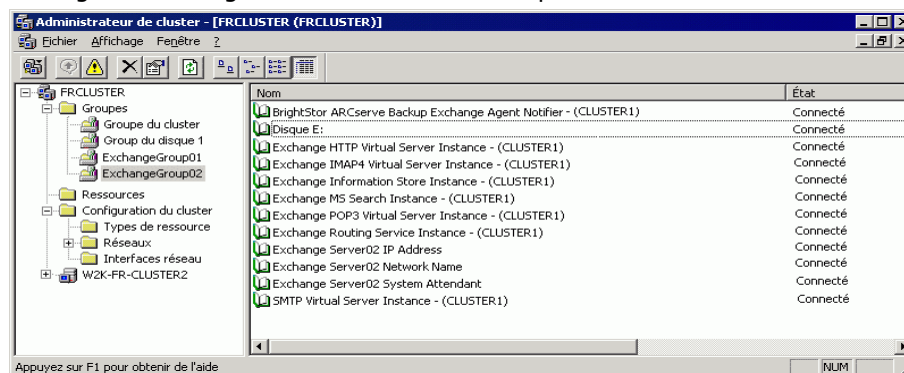 Administrateur de cluster - [FRCLUSTER (FRCLUSTER)]
Fichier Affichage Fenêtre ?
FRCLUSTER
Groupes
Groupe du cluster
Group du disque 1
ExchangeGroup01
ExchangeGroup02
Ressources
Configuration du cluster
Types de ressource
Réseaux
Interfaces réseau
W2K-FR-CLUSTER2
Nom État
BrightStor ARCserve Backup Exchange Agent Notifier - (CLUSTER1) Connecté
Disque E: Connecté
Exchange HTTP Virtual Server Instance - (CLUSTER1) Connecté
Exchange IMAP4 Virtual Server Instance - (CLUSTER1) Connecté
Exchange Information Store Instance - (CLUSTER1) Connecté
Exchange MS Search Instance - (CLUSTER1) Connecté
Exchange POP3 Virtual Server Instance - (CLUSTER1) Connecté
Exchange Routing Service Instance - (CLUSTER1) Connecté
Exchange Server02 IP Address Connecté
Exchange Server02 Network Name Connecté
Exchange Server02 System Attendant Connecté
SMTP Virtual Server Instance - (CLUSTER1) Connecté
Appuyez sur F1 pour obtenir de l'aide NUM